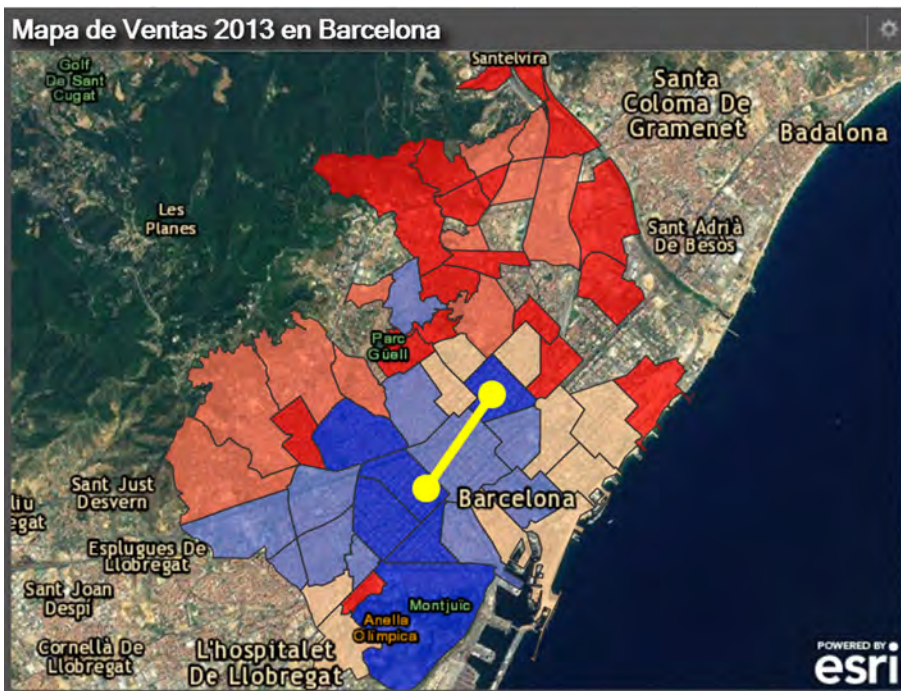 Mapa de Ventas 2013 en Barcelona
Golf
De Sant
Cugat
Santelvira
Santa
Coloma De
Gramenet
Badalona
Les
Planes
Sant Adrià
De Besòs
Parc
Güell
Sant Just
Desvern
Barcelona
liu
egat
Esplugues De
Llobregat
Sant Joan
Despí
Montjuïc
Anella
Olímpica
Cornellà De
Llobregat
L'hospitalet
De Llobregat
POWERED BY
esri